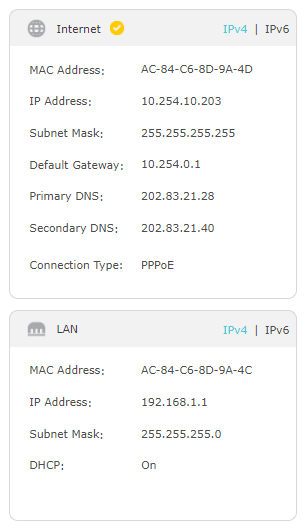 Internet IPv4 | IPv6
MAC Address: AC-84-C6-8D-9A-4D
IP Address: 10.254.10.203
Subnet Mask: 255.255.255.255
Default Gateway: 10.254.0.1
Primary DNS: 202.83.21.28
Secondary DNS: 202.83.21.40
Connection Type: PPPoE
LAN IPv4 | IPv6
MAC Address: AC-84-C6-8D-9A-4C
IP Address: 192.168.1.1
Subnet Mask: 255.255.255.0
DHCP: On